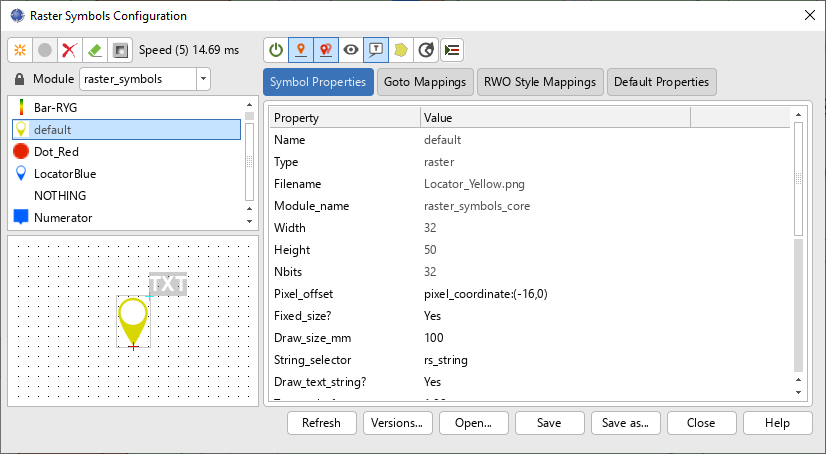 Raster Symbols Configuration
Speed (5) 14.69 ms
Module raster_symbols
Bar-RYG
default
Dot_Red
LocatorBlue
NOTHING
Numerator
TXT
T
Symbol Properties Goto Mappings RWO Style Mappings Default Properties
Property Value
Name default
Type raster
Filename Locator_Yellow.png
Module_name raster_symbols_core
Width 32
Height 50
Nbits 32
Pixel_offset pixel_coordinate:(-16,0)
Fixed_size? Yes
Draw_size_mm 100
String_selector rs_string
Draw_text_string? Yes
Refresh Versions... Open... Save Save as... Close Help